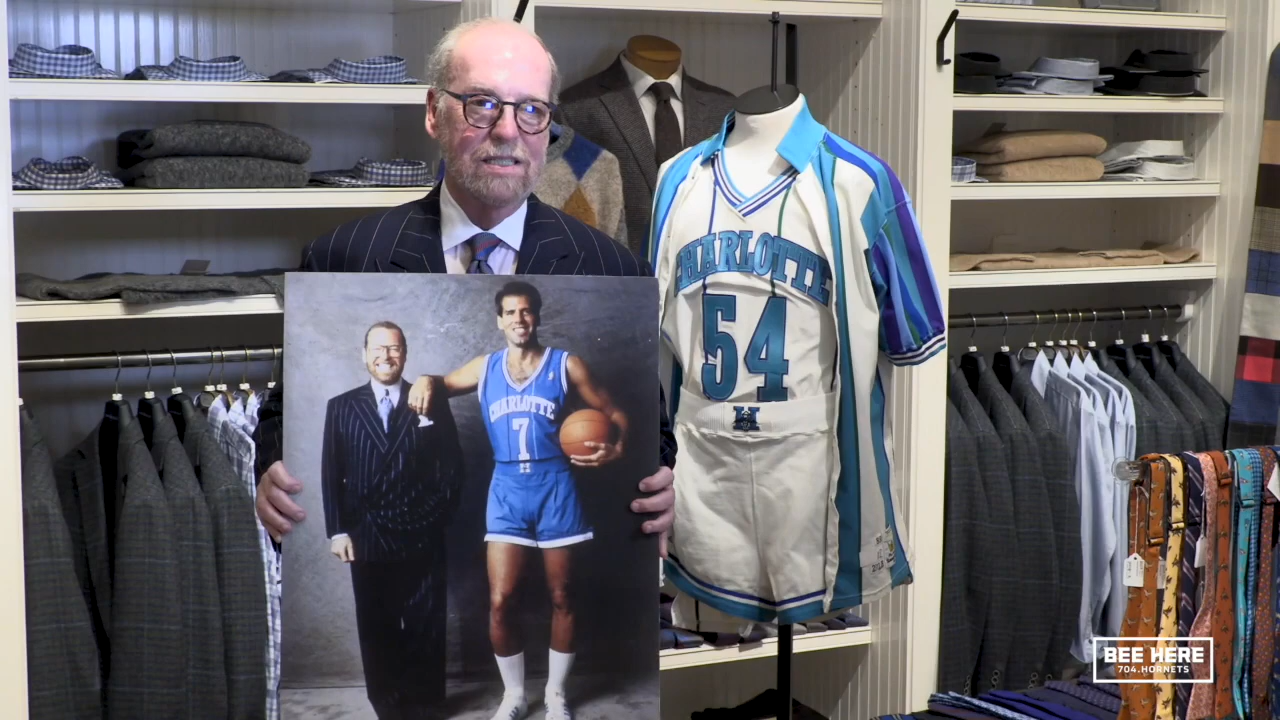 CHARLOTTE
54
H
CHARLOTTE
7
H
BEE HERE
704.HORNETS